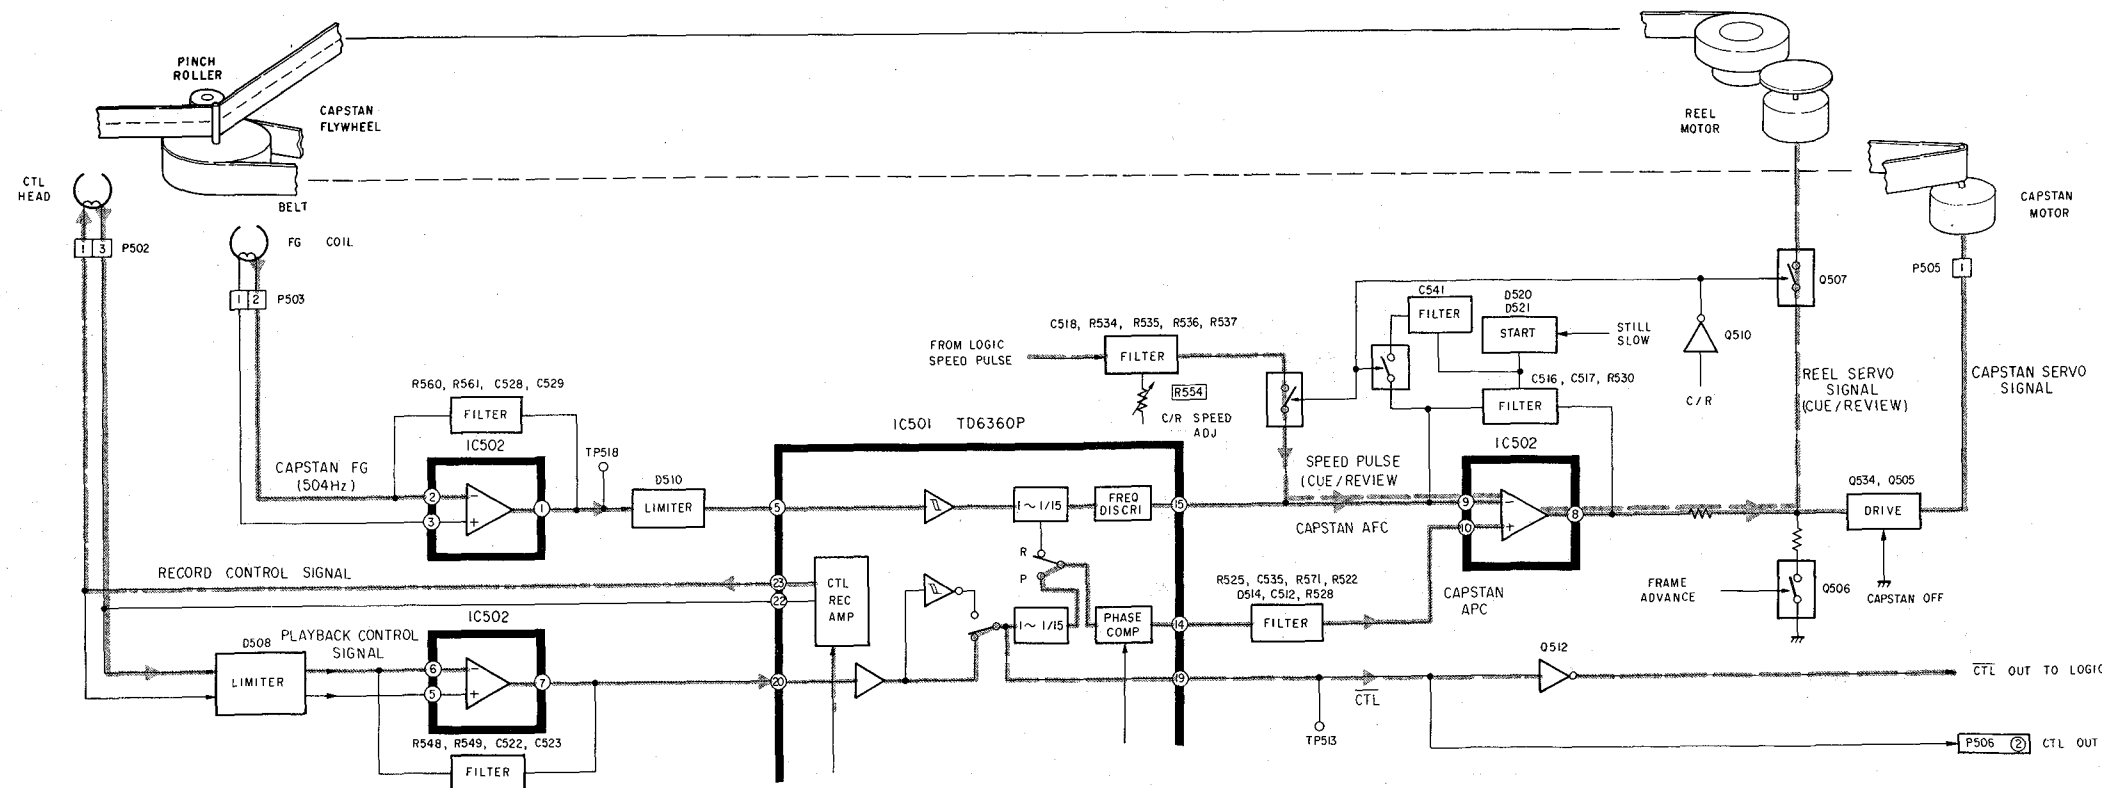 PINCH
ROLLER
CAPSTAN
FLYWHEEL
REEL
MOTOR
CTL
HEAD
BELT
CAPSTAN
MOTOR
1 3 P502
FG COIL
1 2 P503
P505 1
Q507
C541
FILTER
D520
D521
START
STILL
SLOW
Q510
C518, R534, R535, R536, R537
FROM LOGIC
SPEED PULSE
FILTER
R554
C/R SPEED
ADJ
C516, C517, R530
FILTER
C/R
REEL SERVO
SIGNAL
(CUE/REVIEW)
CAPSTAN SERVO
SIGNAL
R560, R561, C528, C529
FILTER
IC502
CAPSTAN FG
(504Hz)
2
3
1
TP518
D510
LIMITER
IC501 TD6360P
5
1~1/15
FREQ
DISCRI
15
SPEED PULSE
(CUE/REVIEW
CAPSTAN AFC
IC502
9
10
8
Q534, Q505
DRIVE
CAPSTAN OFF
RECORD CONTROL SIGNAL
23
22
CTL
REC
AMP
R
P
1~1/15
PHASE
COMP
14
R525, C535, R571, R522
D514, C512, R528
FILTER
CAPSTAN
APC
FRAME
ADVANCE
Q506
IC502
PLAYBACK CONTROL
SIGNAL
D508
LIMITER
6
5
7
20
19
CTL
TP513
Q512
CTL OUT TO LOGIC
P506 2 CTL OUT
R548, R549, C522, C523
FILTER